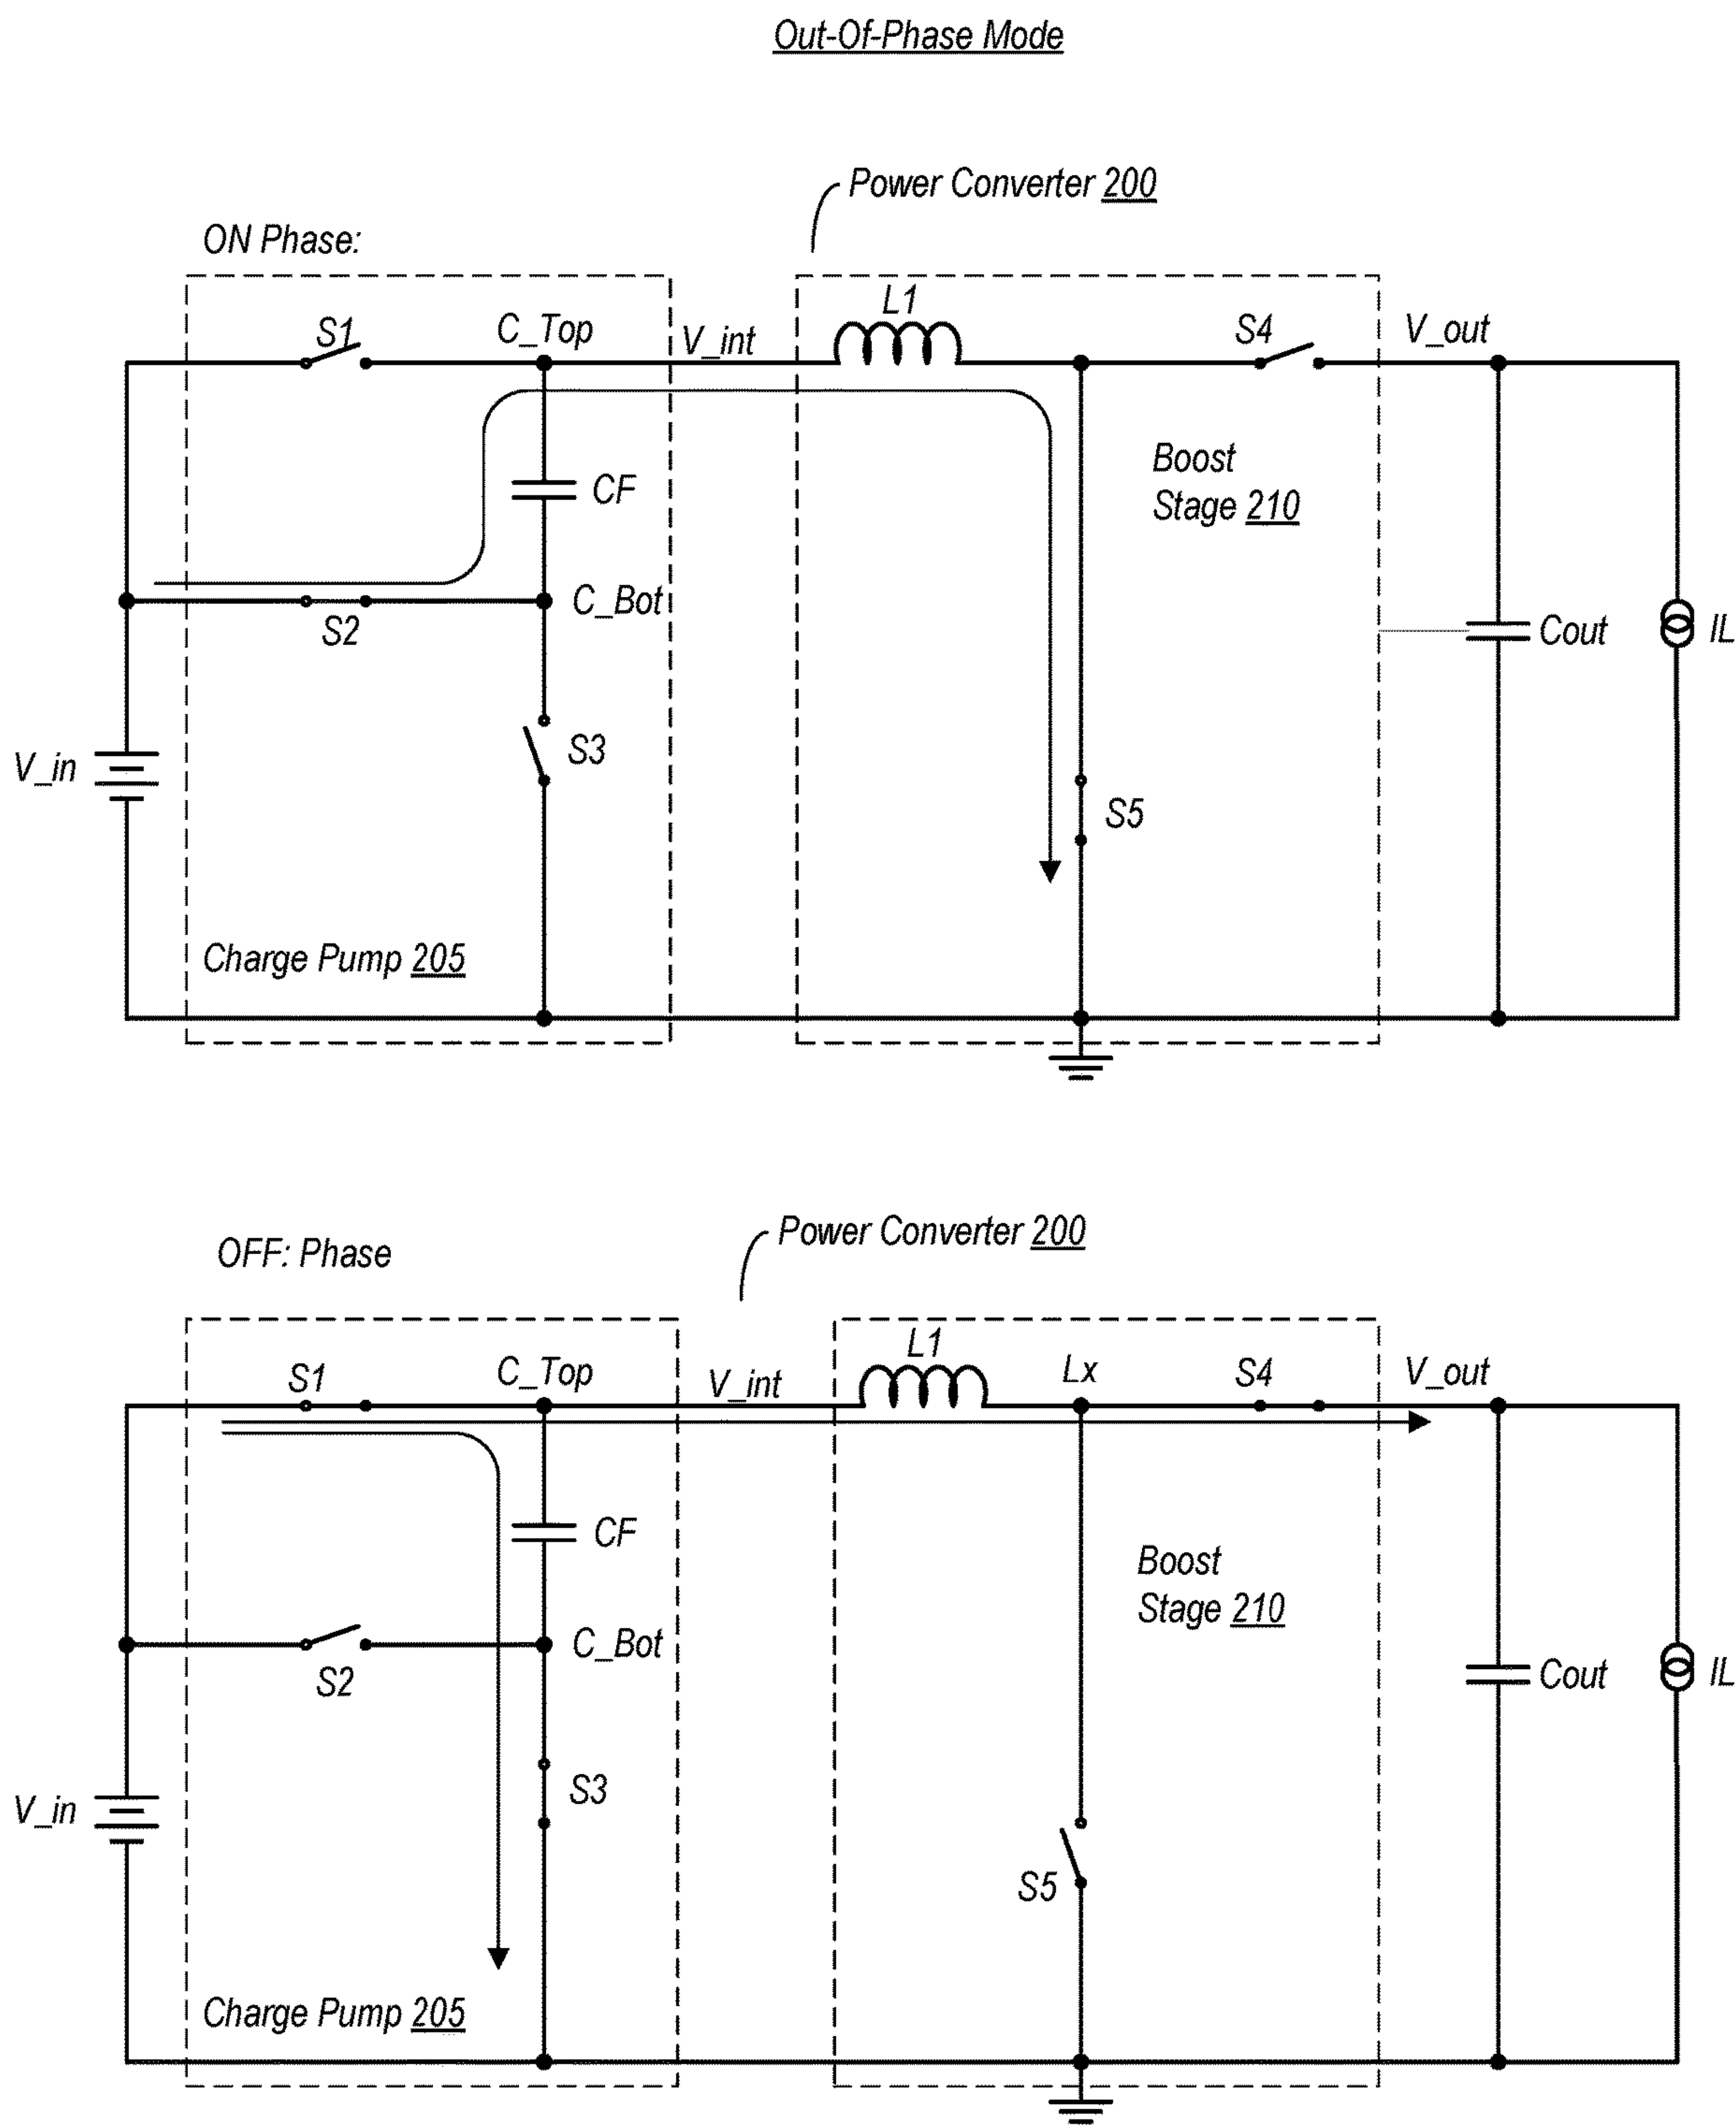 Out-Of-Phase Mode
Power Converter 200
ON Phase:
S1
C_Top
V_int
L1
S4
V_out
CF
Boost
Stage 210
S2
C_Bot
Cout
IL
V_in
S3
S5
Charge Pump 205
Power Converter 200
OFF: Phase
S1
C_Top
V_int
L1
Lx
S4
V_out
CF
Boost
Stage 210
S2
C_Bot
Cout
IL
V_in
S3
S5
Charge Pump 205